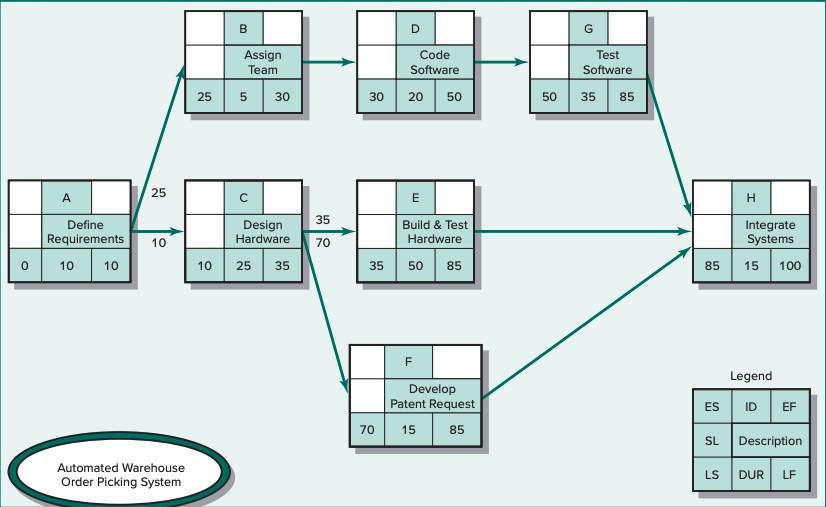 B
Assign
Team
25 5 30
D
Code
Software
30 20 50
G
Test
Software
50 35 85
25
10
A
Define
Requirements
0 10 10
C
Design
Hardware
10 25 35
35
70
E
Build & Test
Hardware
35 50 85
H
Integrate
Systems
85 15 100
F
Develop
Patent Request
70 15 85
Legend
ES ID EF
SL Description
LS DUR LF
Automated Warehouse
Order Picking System